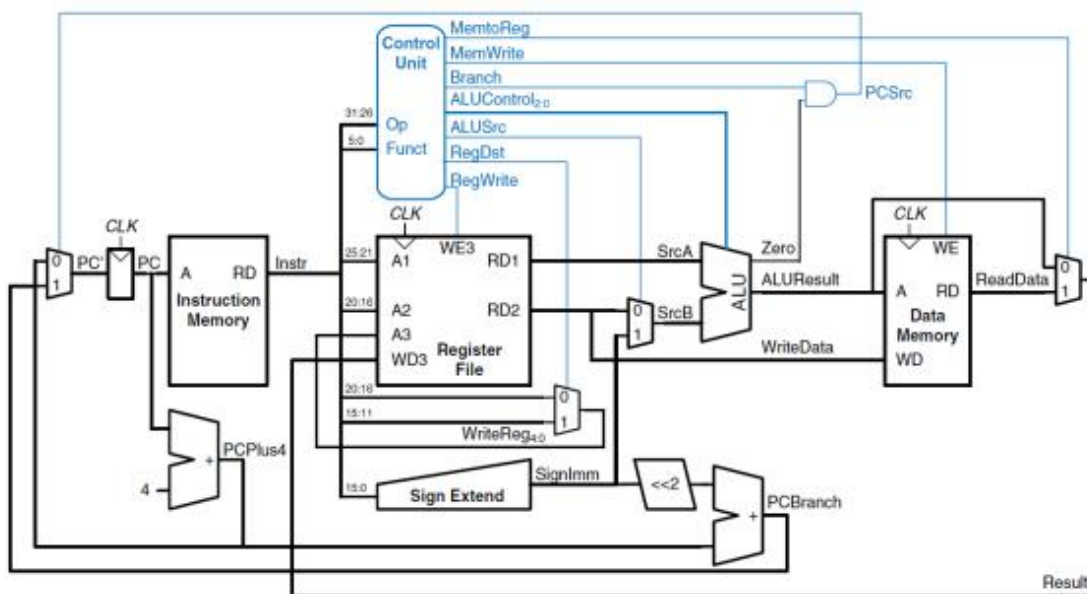 MemtoReg
Control
Unit
MemWrite
Branch
ALUControl2:0
PCSrc
31:26
Op
ALUSrc
5:0
Funct
RegDst
RegWrite
CLK
CLK
CLK
25:21
WE3
SrcA
Zero
WE
0
PC'
PC
A
RD
Instr
A1
RD1
0
1
Instruction
Memory
20:16
A2
RD2
0
SrcB
ALU
ALUResult
A
RD
ReadData
1
A3
1
Data
Memory
Register
File
WD3
WriteData
WD
20:16
0
15:11
1
WriteReg4:0
PCPlus4
+
SignImm
4
15:0
Sign Extend
<<2
PCBranch
+
Result